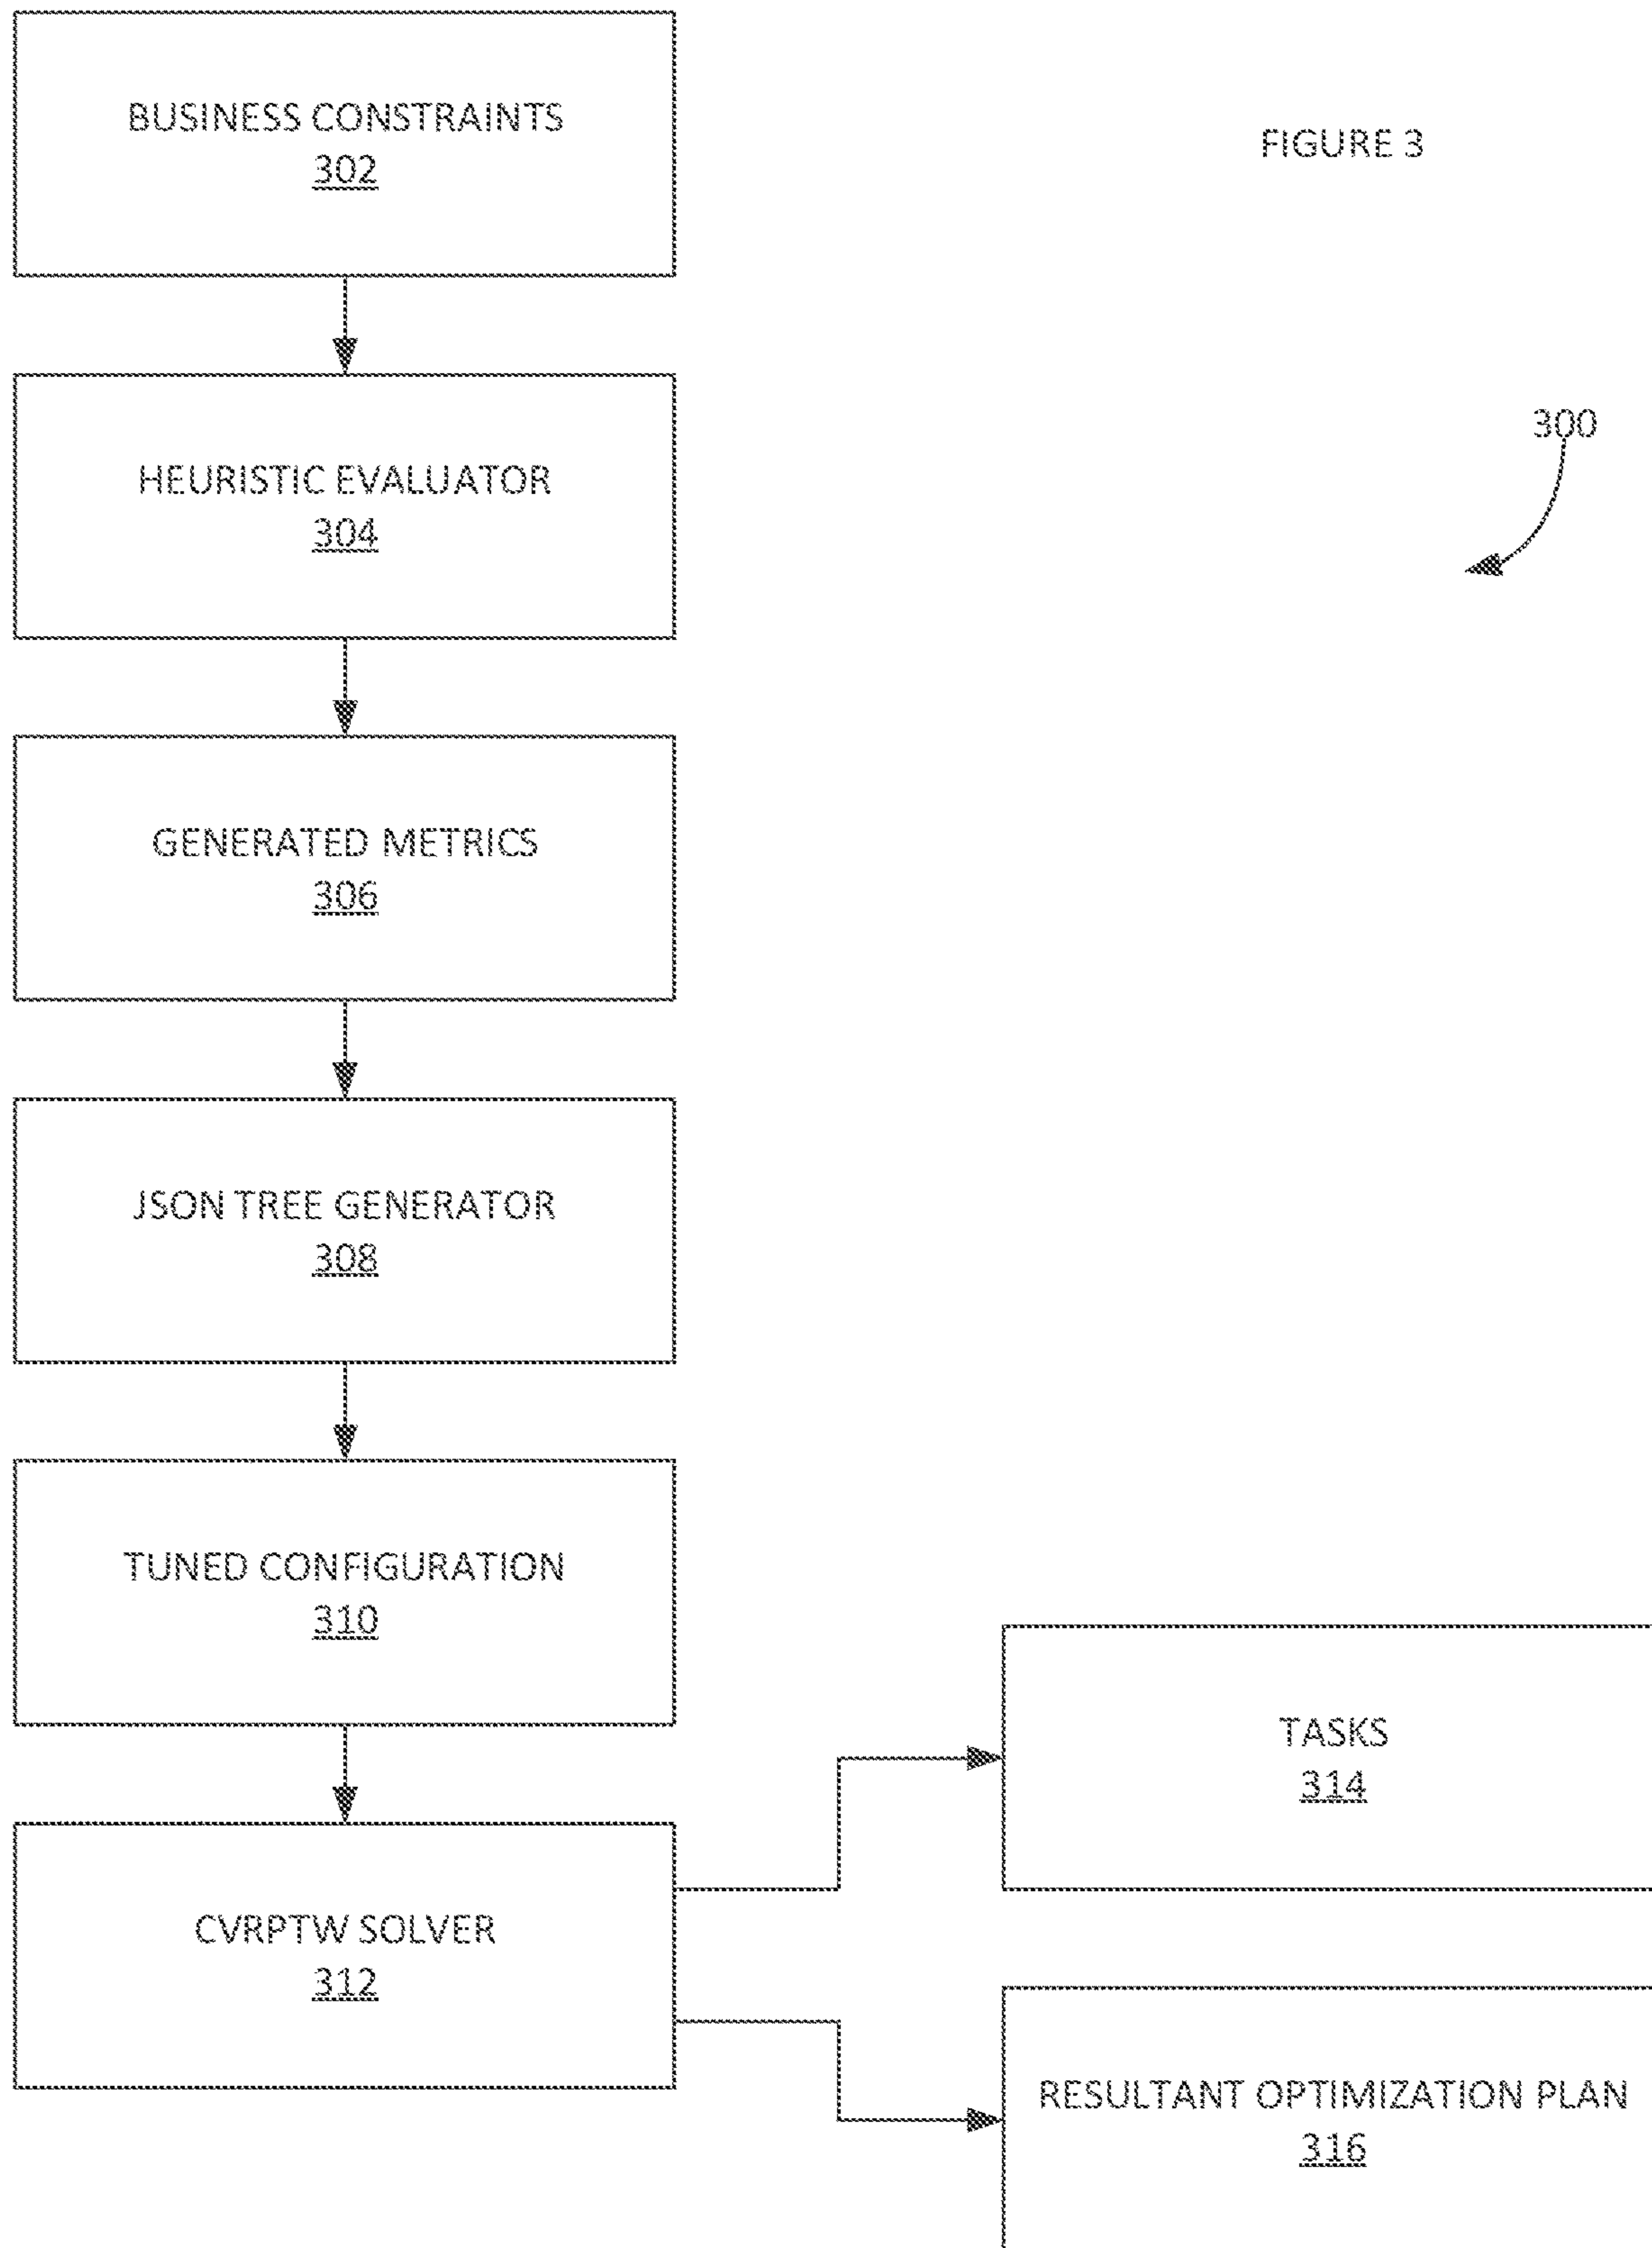 BUSINESS CONSTRAINTS
302
FIGURE 3
HEURISTIC EVALUATOR
304
300
GENERATED METRICS
306
JSON TREE GENERATOR
308
TUNED CONFIGURATION
310
TASKS
314
CVRPTW SOLVER
312
RESULTANT OPTIMIZATION PLAN
316